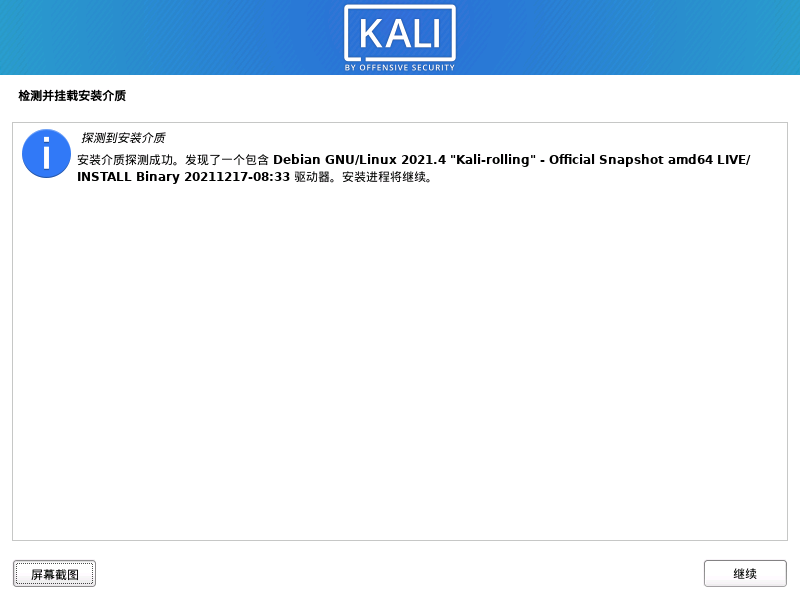 KALI
BY OFFENSIVE SECURITY
检测并挂载安装介质
探测到安装介质
安装介质探测成功。发现了一个包含 Debian GNU/Linux 2021.4 "Kali-rolling" - Official Snapshot amd64 LIVE/
INSTALL Binary 20211217-08:33 驱动器。安装进程将继续。
屏幕截图
继续